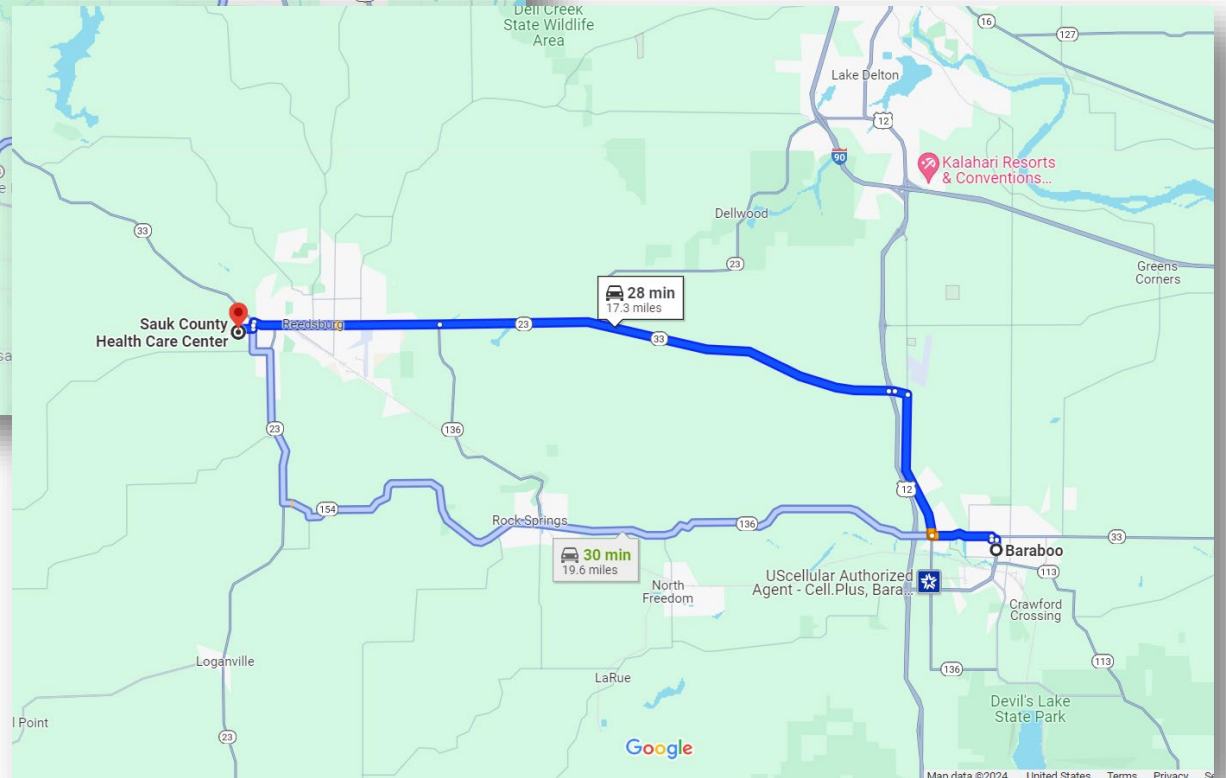 Dell Creek
State Wildlife
Area
16
127
Lake Delton
12
90
Kalahari Resorts
& Conventions...
33
Dellwood
23
Greens
Corners
28 min
17.3 miles
Sauk County
Health Care Center
Reedsburg
23
33
23
136
12
154
Rock Springs
136
33
Baraboo
30 min
19.6 miles
UScellular Authorized
Agent - Cell.Plus, Bara...
113
North
Freedom
Crawford
Crossing
Loganville
136
113
LaRue
Devil's Lake
State Park
l Point
23
Google
Map data ©2024 United States Terms Privacy